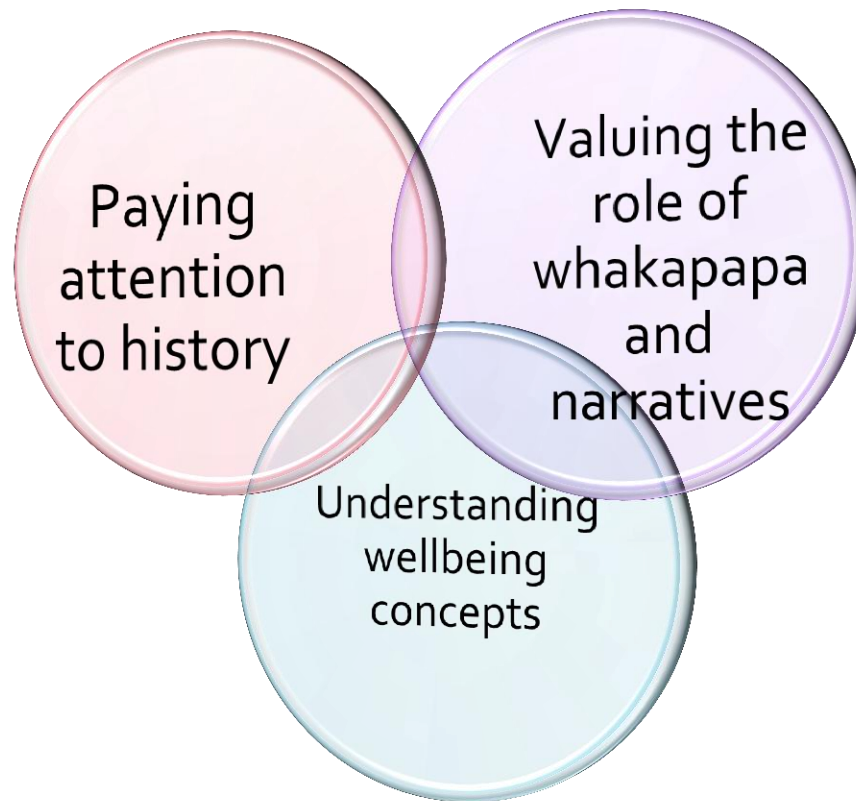 Paying
attention
to history
Valuing the
role of
whakapapa
and
narratives
Understanding
wellbeing
concepts